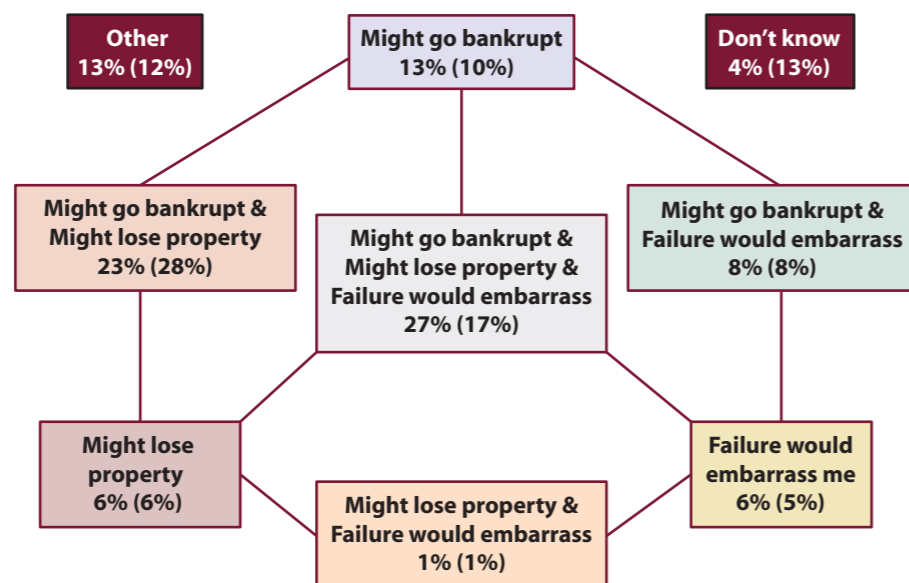 Other
13% (12%)
Might go bankrupt
13% (10%)
Don’t know
4% (13%)
Might go bankrupt &
Might lose property
23% (28%)
Might go bankrupt &
Might lose property &
Failure would embarrass
27% (17%)
Might go bankrupt &
Failure would embarrass
8% (8%)
Might lose
property
6% (6%)
Might lose property &
Failure would embarrass
1% (1%)
Failure would
embarrass me
6% (5%)